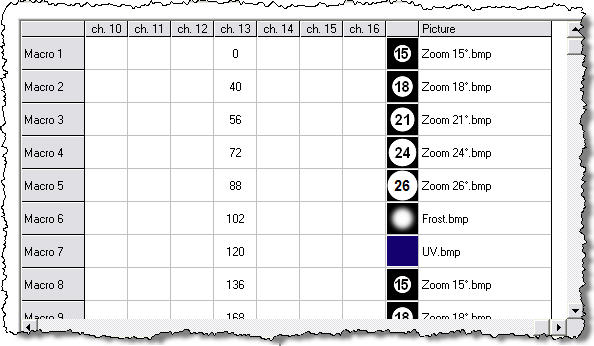 ch. 10 ch. 11 ch. 12 ch. 13 ch. 14 ch. 15 ch. 16 Picture
Macro 1 0 15 Zoom 15°.bmp
Macro 2 40 18 Zoom 18°.bmp
Macro 3 56 21 Zoom 21°.bmp
Macro 4 72 24 Zoom 24°.bmp
Macro 5 88 26 Zoom 26°.bmp
Macro 6 102 Frost.bmp
Macro 7 120 UV.bmp
Macro 8 136 15 Zoom 15°.bmp
Macro 9 168 18 Zoom 18°.bmp